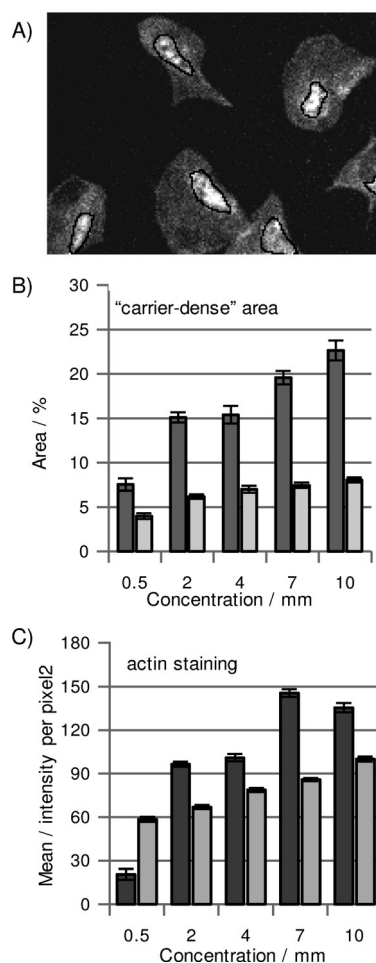 A)
B)
"carrier-dense" area
30
25
20
15
10
5
0
Area / %
0.5 2 4 7 10
Concentration / mm
C)
actin staining
180
150
120
90
60
30
0
Mean / intensity per pixel2
0.5 2 4 7 10
Concentration / mm